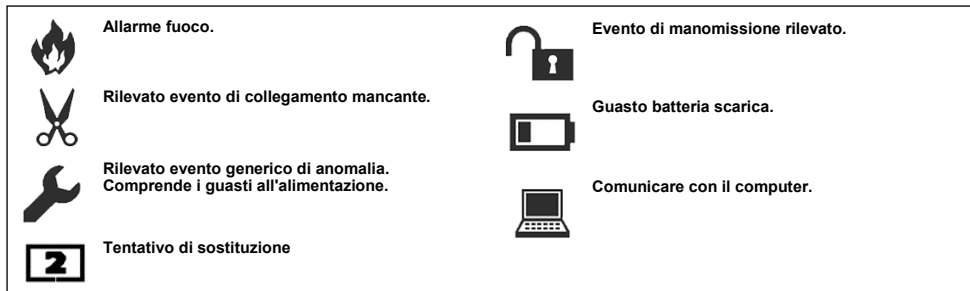 Allarme fuoco.
Rilevato evento di collegamento mancante.
Rilevato evento generico di anomalia.
Comprende i guasti all'alimentazione.
2
Tentativo di sostituzione
Evento di manomissione rilevato.
Guasto batteria scarica.
Comunicare con il computer.